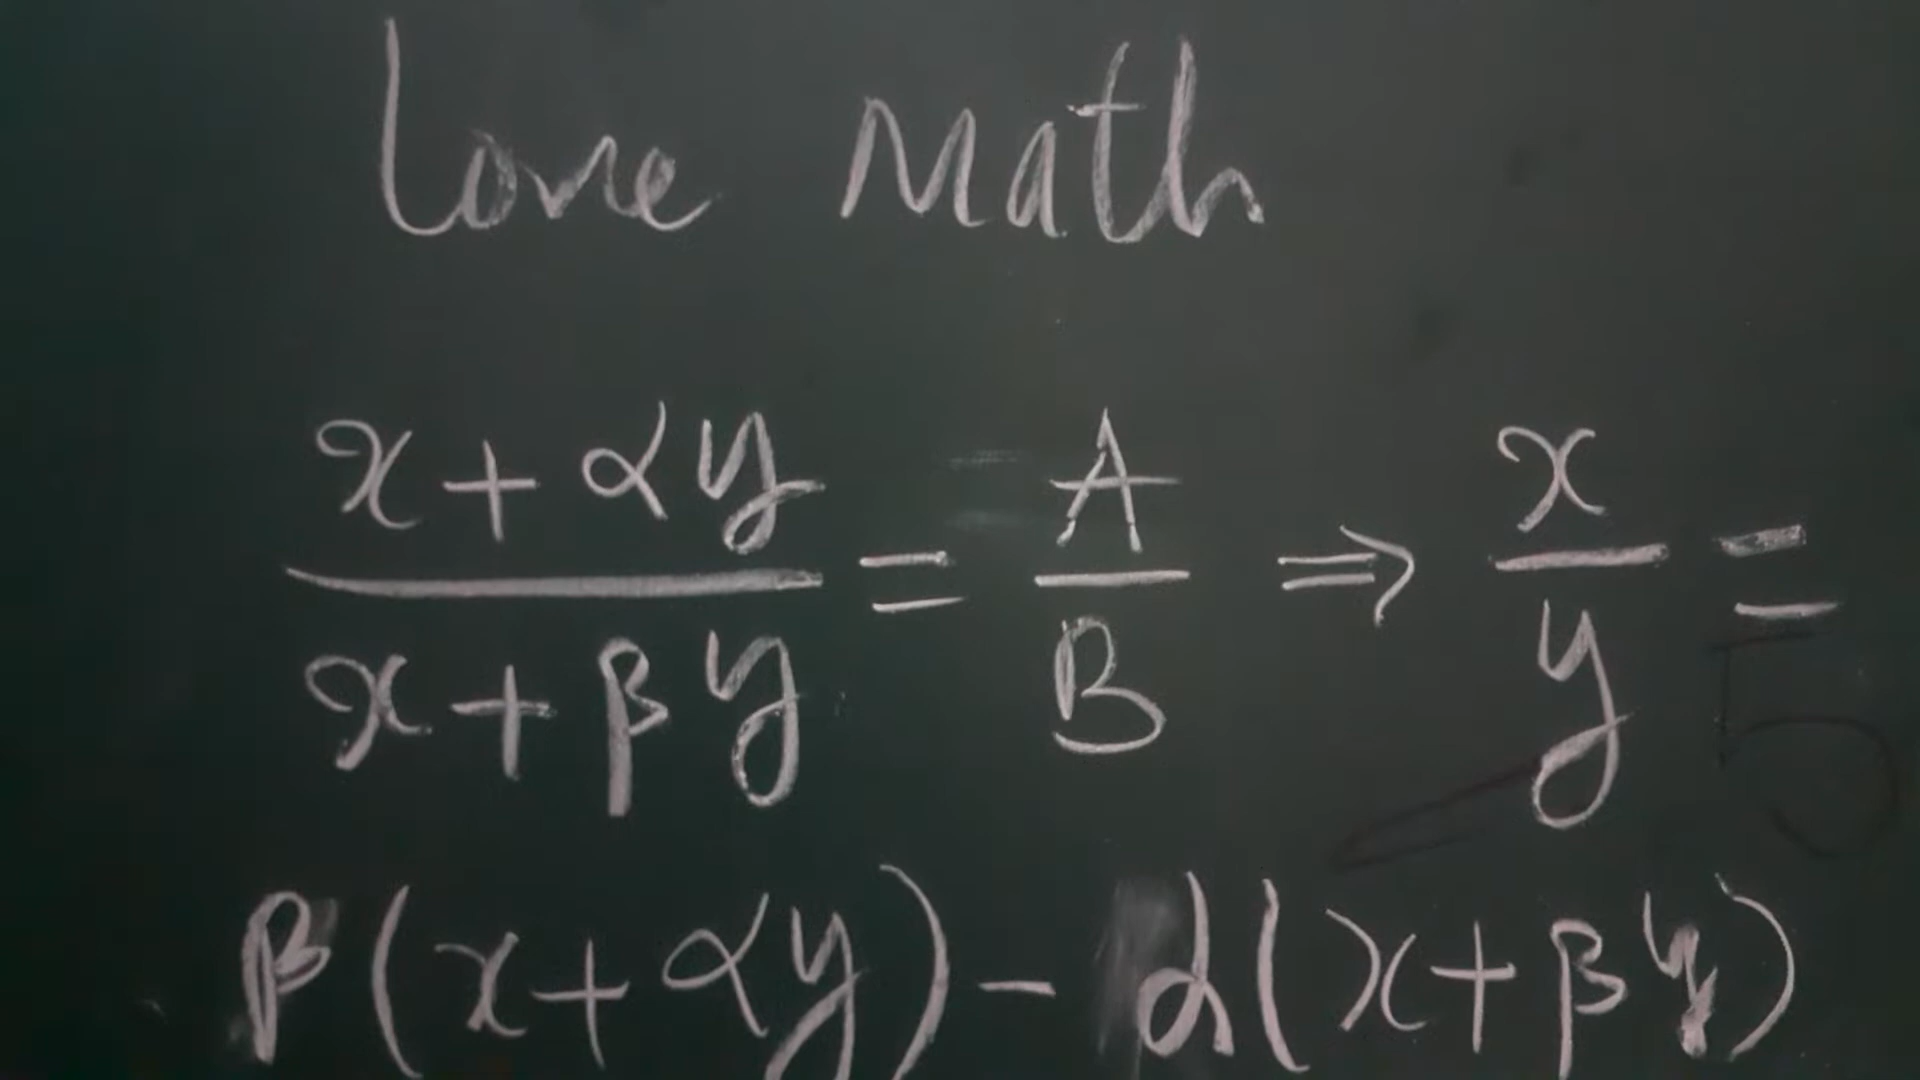 Love Math
x + αy / x + βy = A / B ⇒ x / y =
β(x + αy) - α(x + βy)